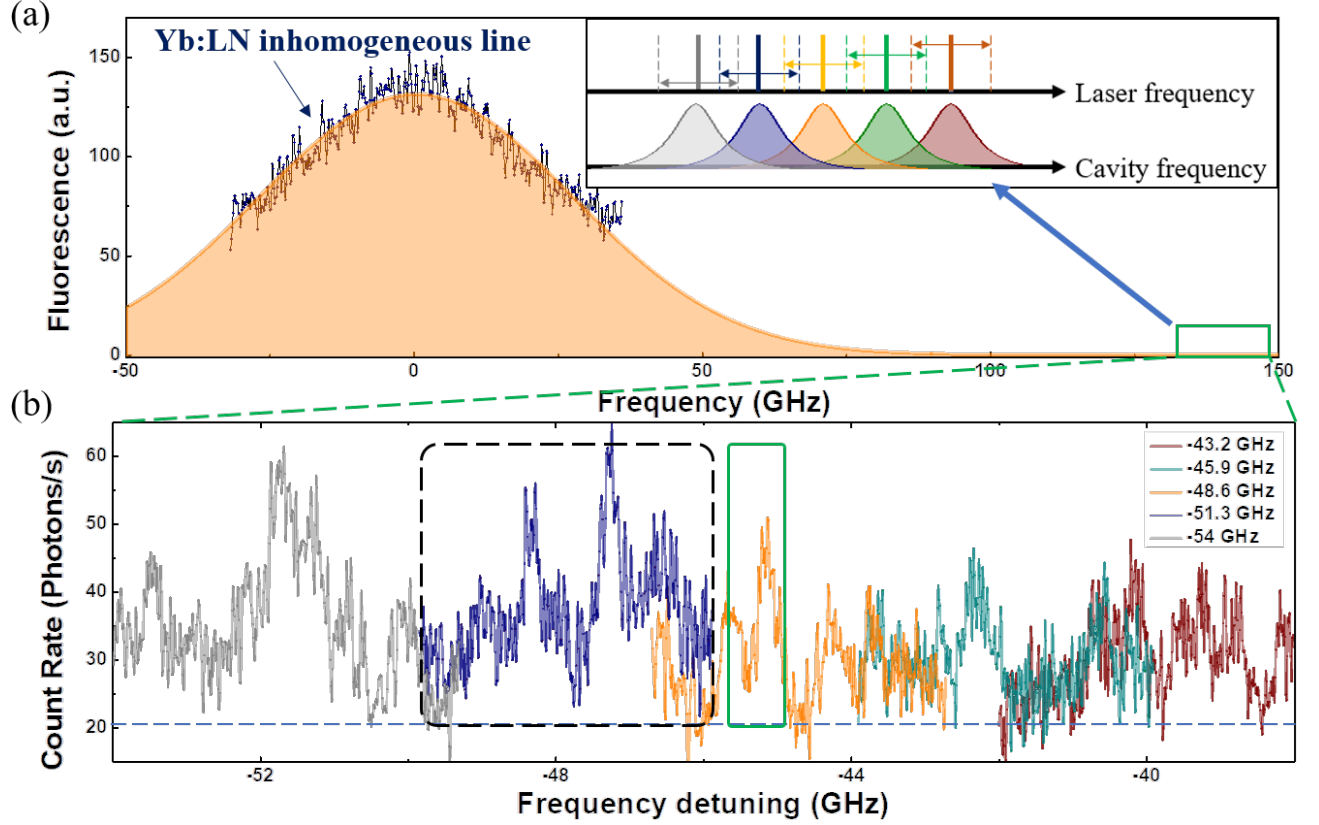 (a)
Yb:LN inhomogeneous line
Fluorescence (a.u.)
150
100
50
0
Laser frequency
Cavity frequency
-50
0
50
100
150
Frequency (GHz)
(b)
Count Rate (Photons/s)
60
50
40
30
20
-43.2 GHz
-45.9 GHz
-48.6 GHz
-51.3 GHz
-54 GHz
-52
-48
-44
-40
Frequency detuning (GHz)